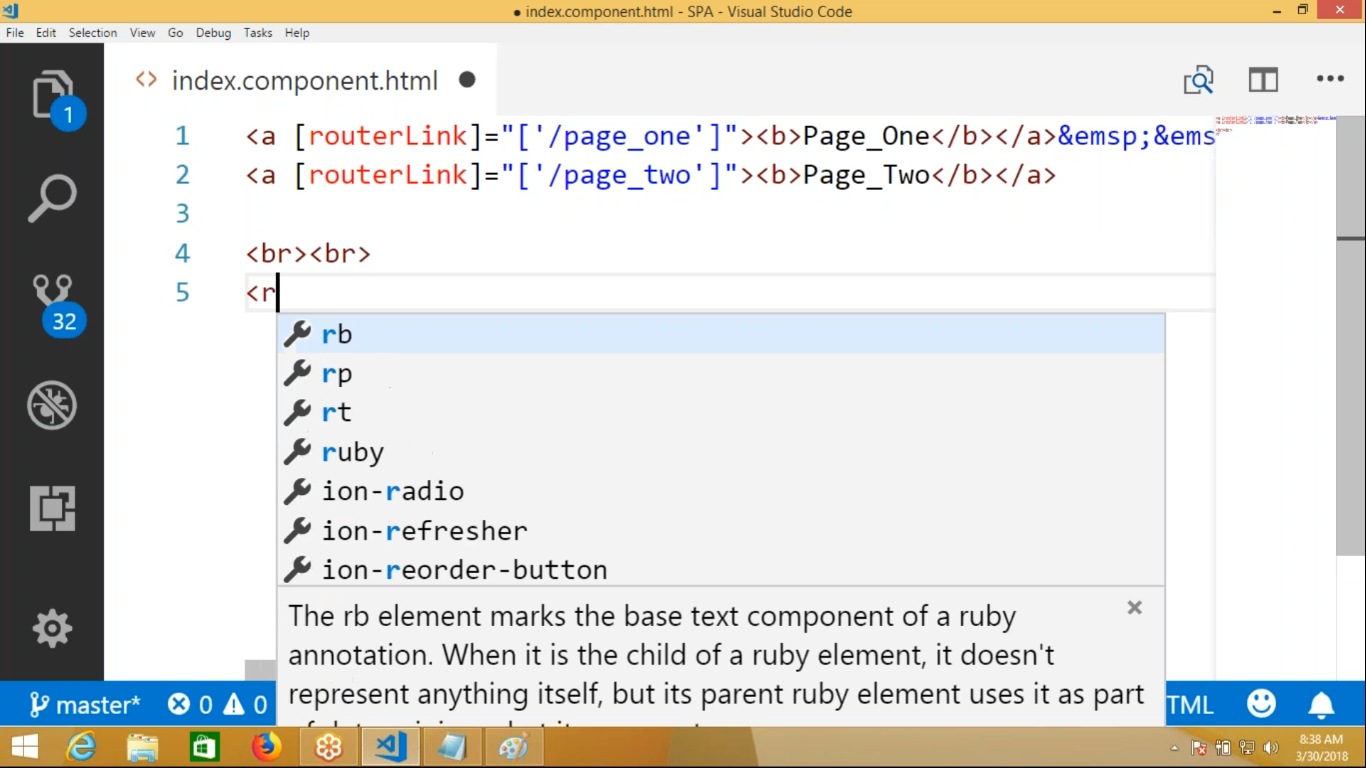 ● index.component.html - SPA - Visual Studio Code
File Edit Selection View Go Debug Tasks Help
<> index.component.html ●
1
1 <a [routerLink]="['/page_one']"><b>Page_One</b></a>&emsp;&ems
2 <a [routerLink]="['/page_two']"><b>Page_Two</b></a>
3
4 <br><br>
5 <r
32
rb
rp
rt
ruby
ion-radio
ion-refresher
ion-reorder-button
The rb element marks the base text component of a ruby
annotation. When it is the child of a ruby element, it doesn't
represent anything itself, but its parent ruby element uses it as part
master* 0 0 TML
8:38 AM
3/30/2018